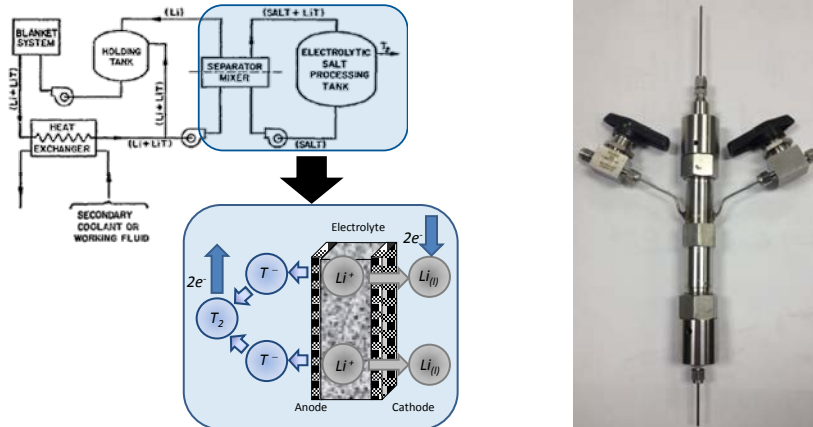 (Li)
(SALT + LiT)
BLANKET
SYSTEM
HOLDING
TANK
ELECTROLYTIC
SALT
PROCESSING
TANK
T₂
SEPARATOR
MIXER
(Li + LiT)
(Li + LiT)
HEAT
EXCHANGER
(Li+LiT)
(SALT)
SECONDARY
COOLANT OR
WORKING FLUID
Electrolyte
2e-
2e-
T -
Li+
Li(l)
T2
T -
Li+
Li(l)
Anode
Cathode